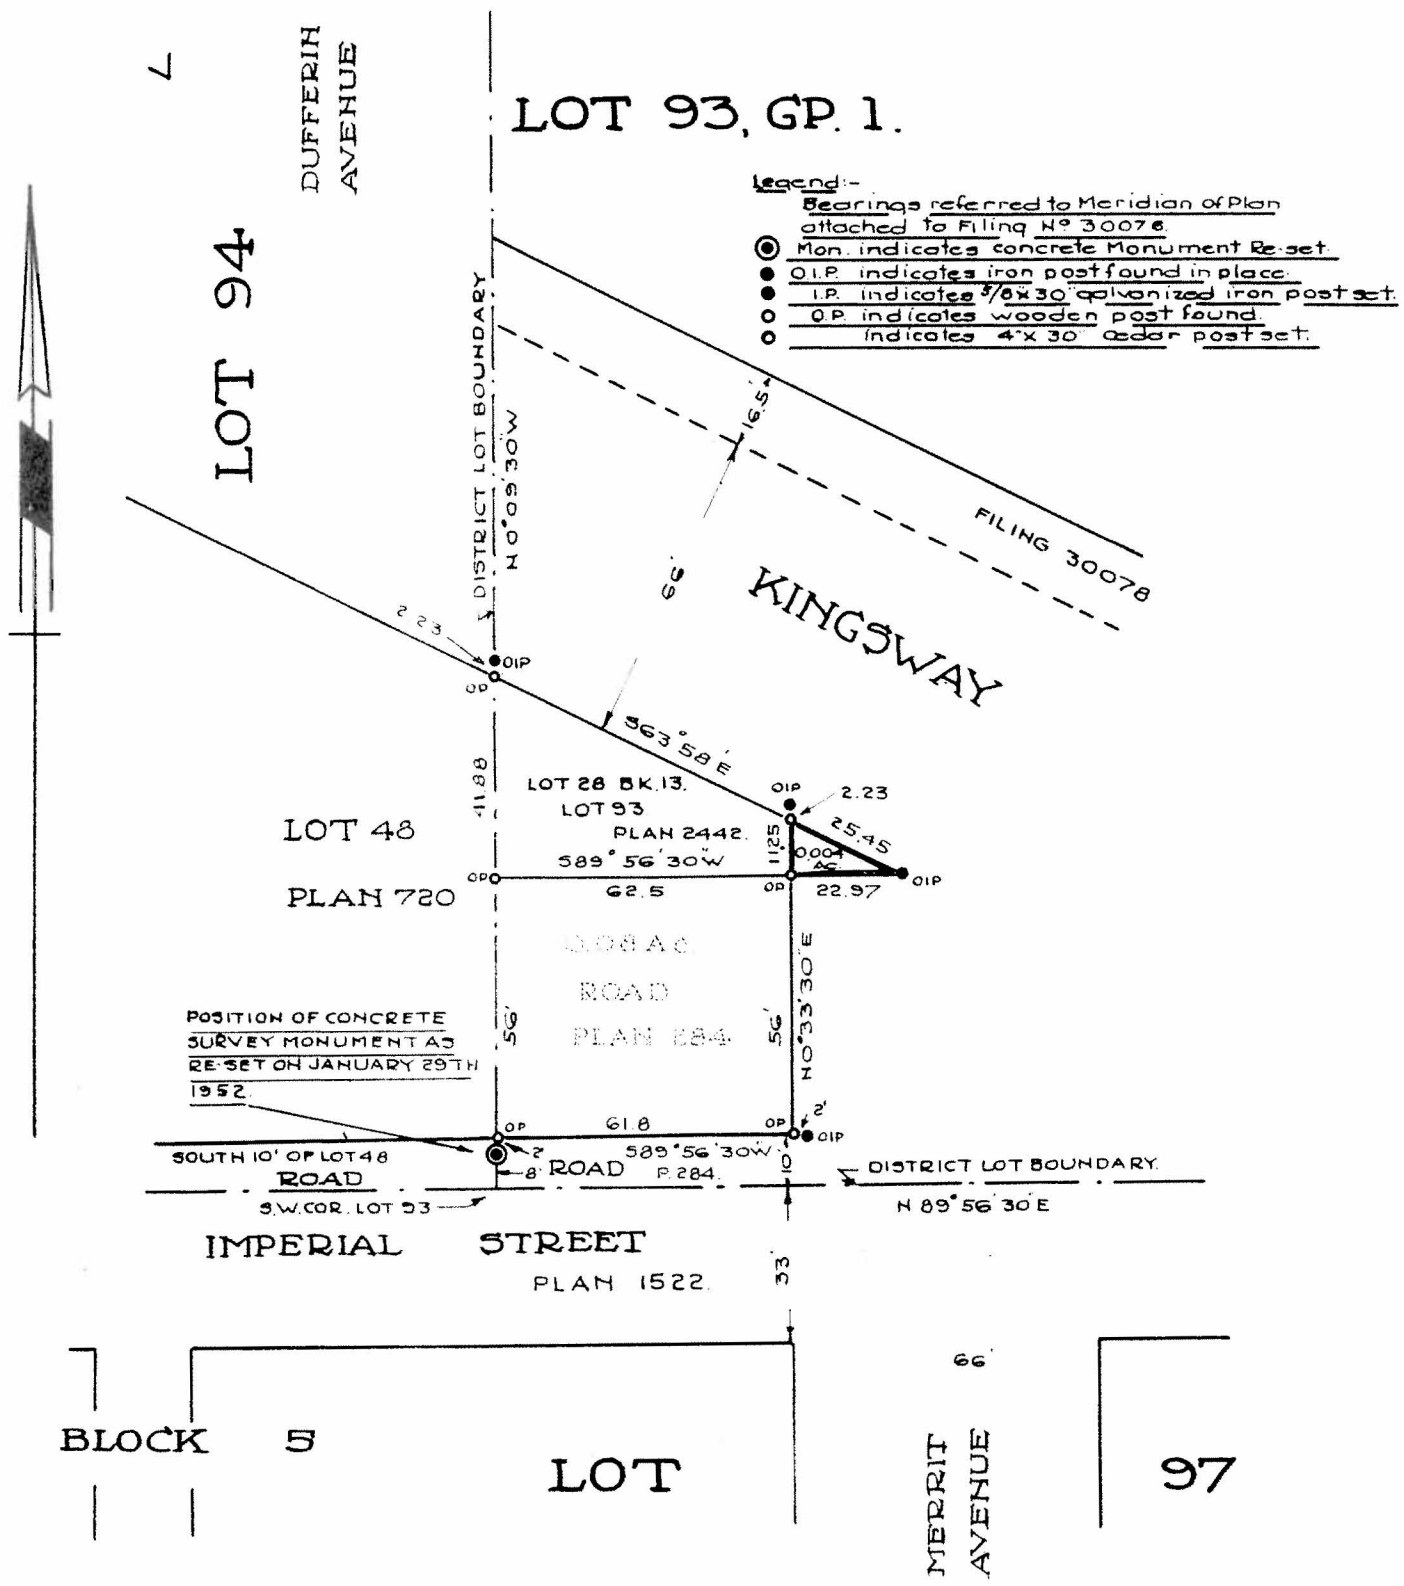 7
DUFFERIN
AVENUE
LOT 93, GP. 1.
Legend:-
Bearings referred to Meridian of Plan
attached to Filing Nº 30078.
Mon. indicates concrete Monument Re-set.
O.I.P. indicates iron post found in place.
I.P. indicates 5/8"x30" galvanized iron post set.
O.P. indicates wooden post found.
indicates 4"x 30" cedar post set.
LOT 94
DISTRICT LOT BOUNDARY
N 0°09'30"W
16.5'
66'
FILING 30078
KINGSWAY
2.23
OIP
OP
S63°58'E
41.88
LOT 28 BK.13.
LOT 93
PLAN 2442.
OIP
2.23
25.45
11.25
0.004
AC.
LOT 48
PLAN 720
S89°56'30"W
OP
62.5
OP
22.97
OIP
0.08 Ac.
ROAD
PLAN 284
56'
56'
N0°33'30"E
POSITION OF CONCRETE
SURVEY MONUMENT AS
RE-SET ON JANUARY 29TH
1952.
OP
61.8
OP
2'
OIP
SOUTH 10' OF LOT 48
ROAD
2'
8'
ROAD
S89°56'30"W
P. 284.
10'
DISTRICT LOT BOUNDARY.
N 89°56'30"E
S.W. COR. LOT 93
IMPERIAL STREET
PLAN 1522.
33'
66'
BLOCK 5
LOT
MERRIT
AVENUE
97